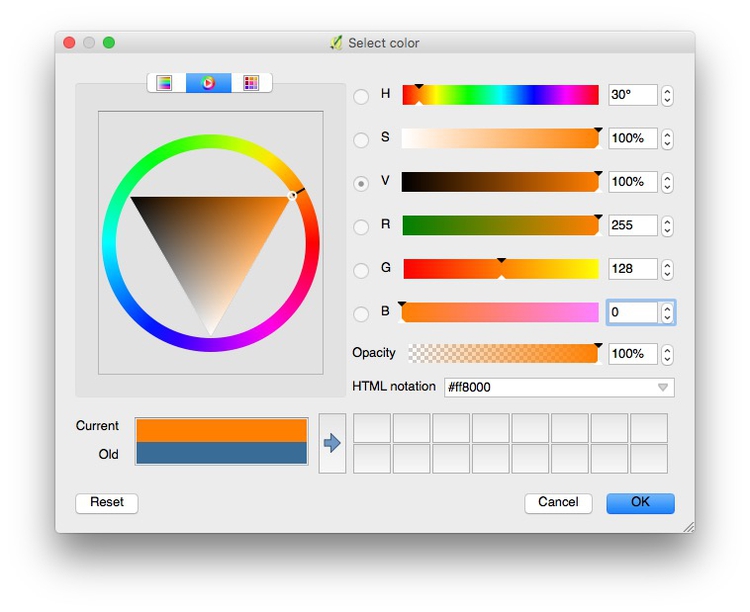 Select color
H 30°
S 100%
V 100%
R 255
G 128
B 0
Opacity 100%
HTML notation #ff8000
Current
Old
Reset Cancel OK